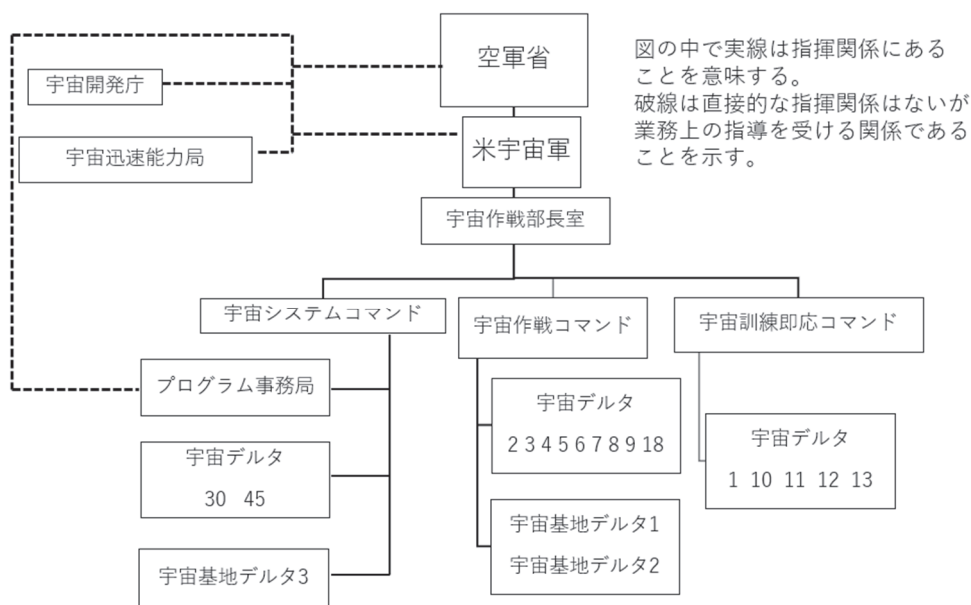 空軍省
図の中で実線は指揮関係にある
ことを意味する。
破線は直接的な指揮関係はないが
業務上の指導を受ける関係である
ことを示す。
宇宙開発庁
米宇宙軍
宇宙迅速能力局
宇宙作戦部長室
宇宙システムコマンド
宇宙作戦コマンド
宇宙訓練即応コマンド
プログラム事務局
宇宙デルタ
30 45
宇宙基地デルタ3
宇宙デルタ
2 3 4 5 6 7 8 9 18
宇宙基地デルタ1
宇宙基地デルタ2
宇宙デルタ
1 10 11 12 13